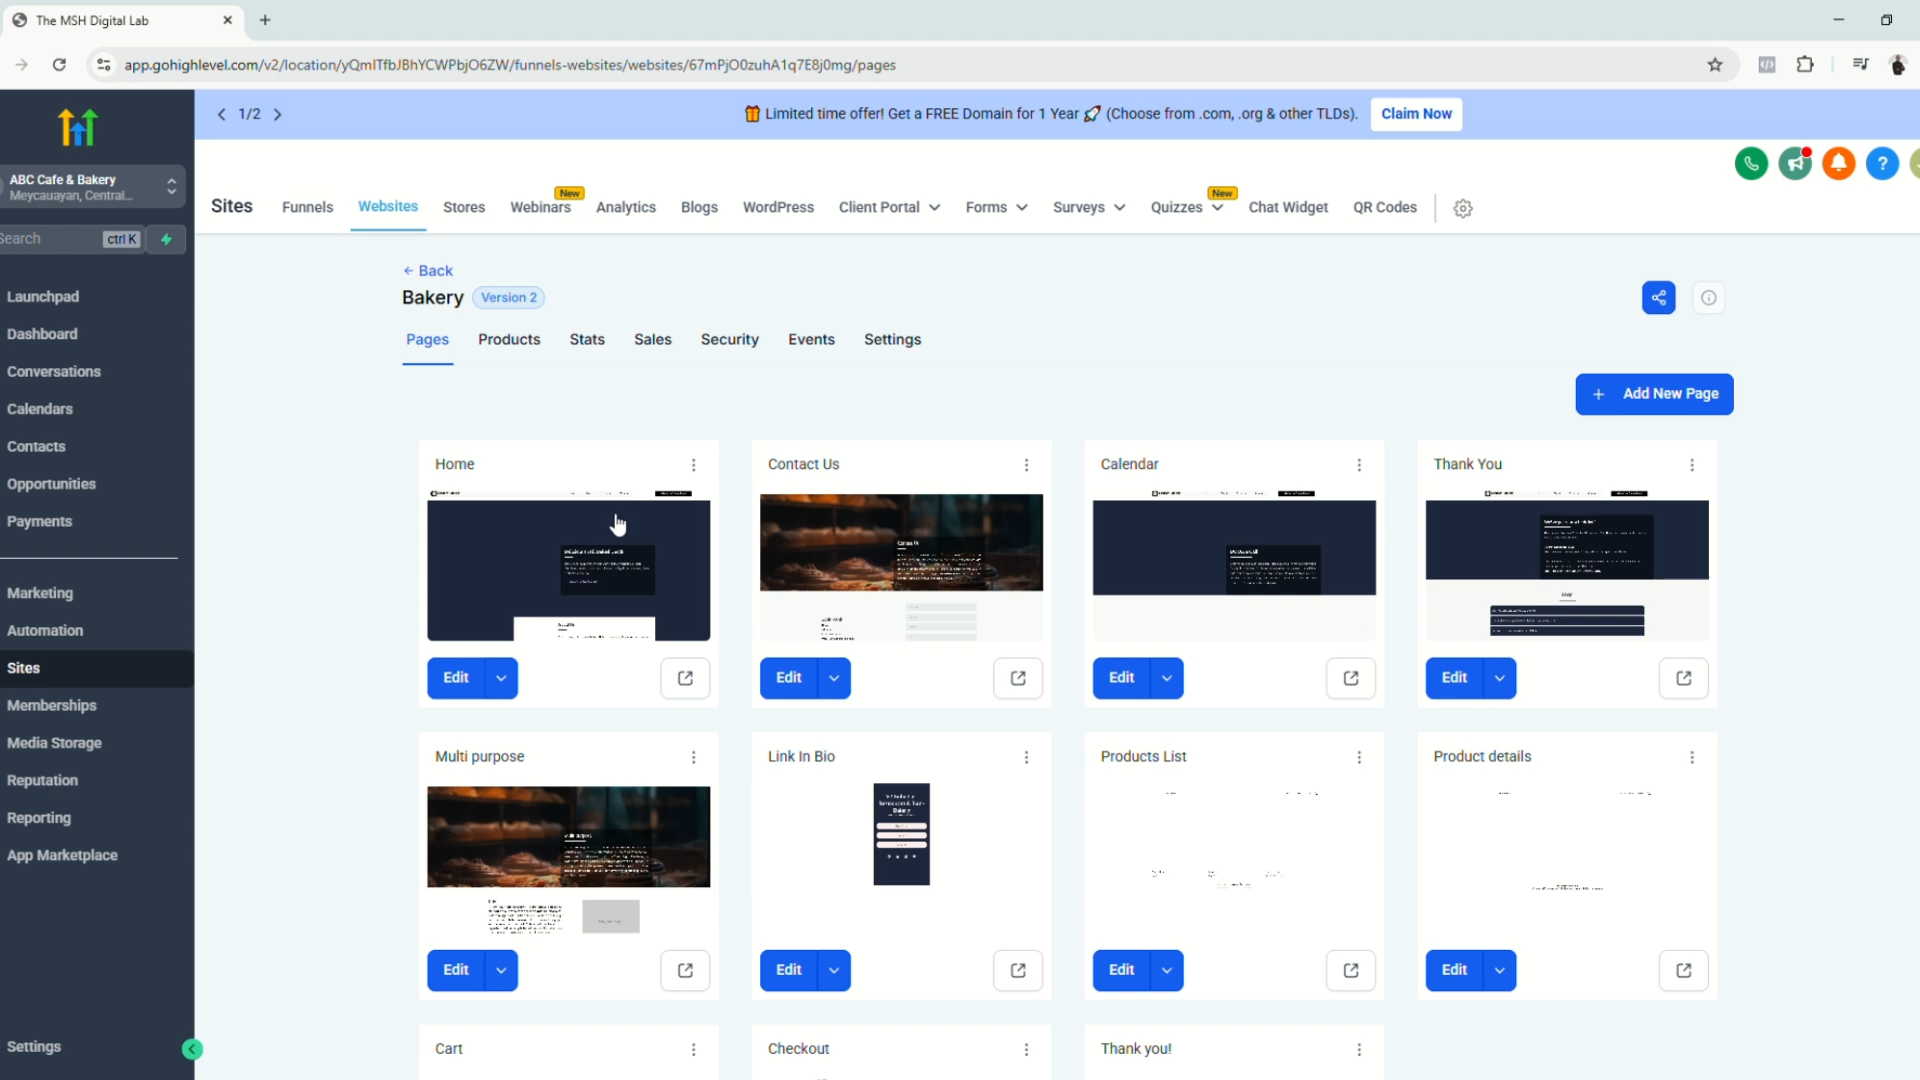 The MSH Digital Lab
app.gohighlevel.com/v2/location/yQmITfbJBhYCWPbjO6ZW/funnels-websites/websites/67mPjO0zuhA1q7E8j0mg/pages
1/2
Limited time offer! Get a FREE Domain for 1 Year (Choose from .com, .org & other TLDs).
Claim Now
ABC Cafe & Bakery
Meycauayan, Central...
Search
ctrl K
Launchpad
Dashboard
Conversations
Calendars
Contacts
Opportunities
Payments
Marketing
Automation
Sites
Memberships
Media Storage
Reputation
Reporting
App Marketplace
Settings
Sites
Funnels
Websites
Stores
Webinars
New
Analytics
Blogs
WordPress
Client Portal
Forms
Surveys
Quizzes
New
Chat Widget
QR Codes
Back
Bakery
Version 2
Pages
Products
Stats
Sales
Security
Events
Settings
Add New Page
Home
Contact Us
Calendar
Thank You
Contact Us
Edit
Edit
Edit
Edit
Multi purpose
Link In Bio
Products List
Product details
Edit
Edit
Edit
Edit
Cart
Checkout
Thank you!